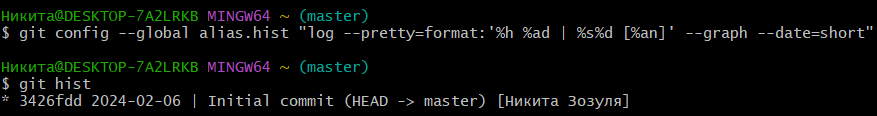 Никита@DESKTOP-7A2LRKB MINGW64 ~ (master)
$ git config --global alias.hist "log --pretty=format:'%h %ad | %s%d [%an]' --graph --date=short"
Никита@DESKTOP-7A2LRKB MINGW64 ~ (master)
$ git hist
* 3426fdd 2024-02-06 | Initial commit (HEAD -> master) [Никита Зозуля]